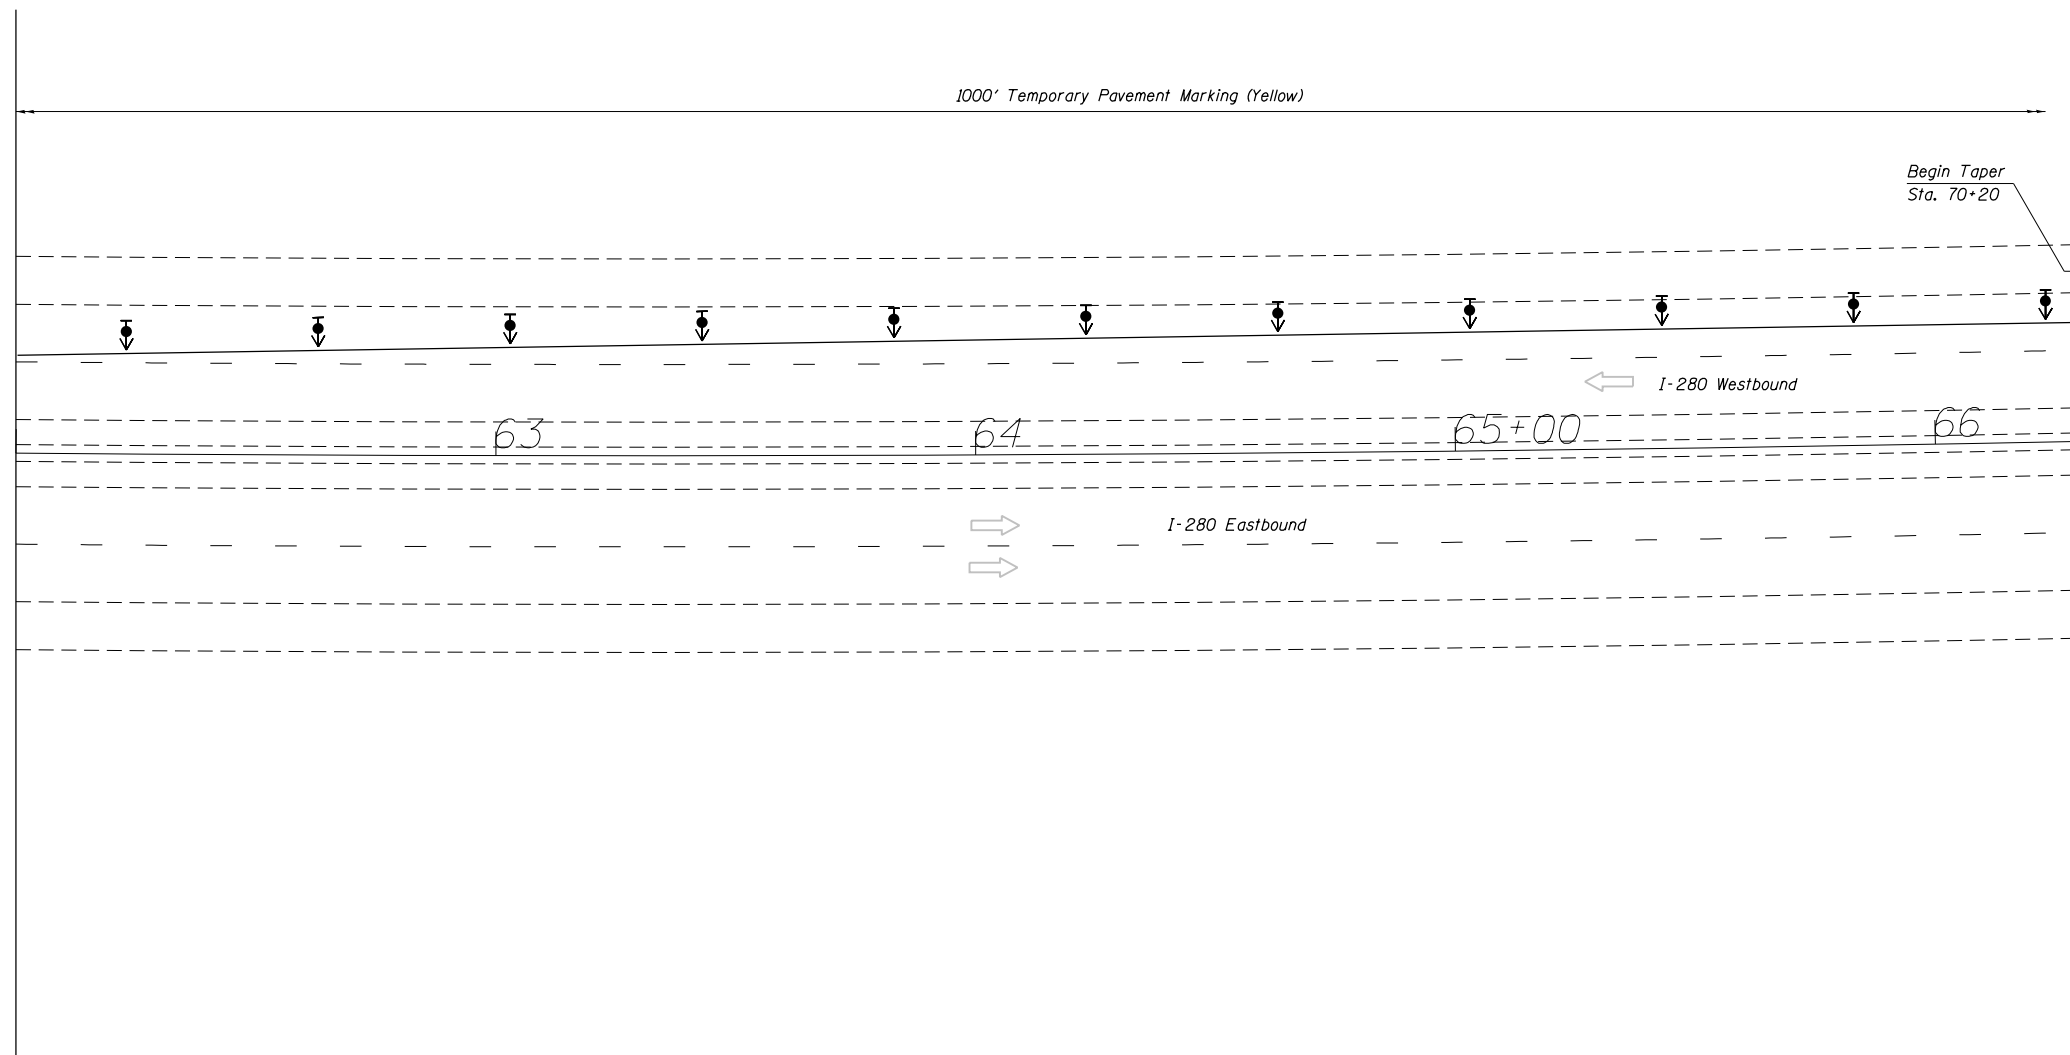 1000' Temporary Pavement Marking (Yellow)
Begin Taper
Sta. 70+20
I-280 Westbound
63
64
65+00
66
I-280 Eastbound